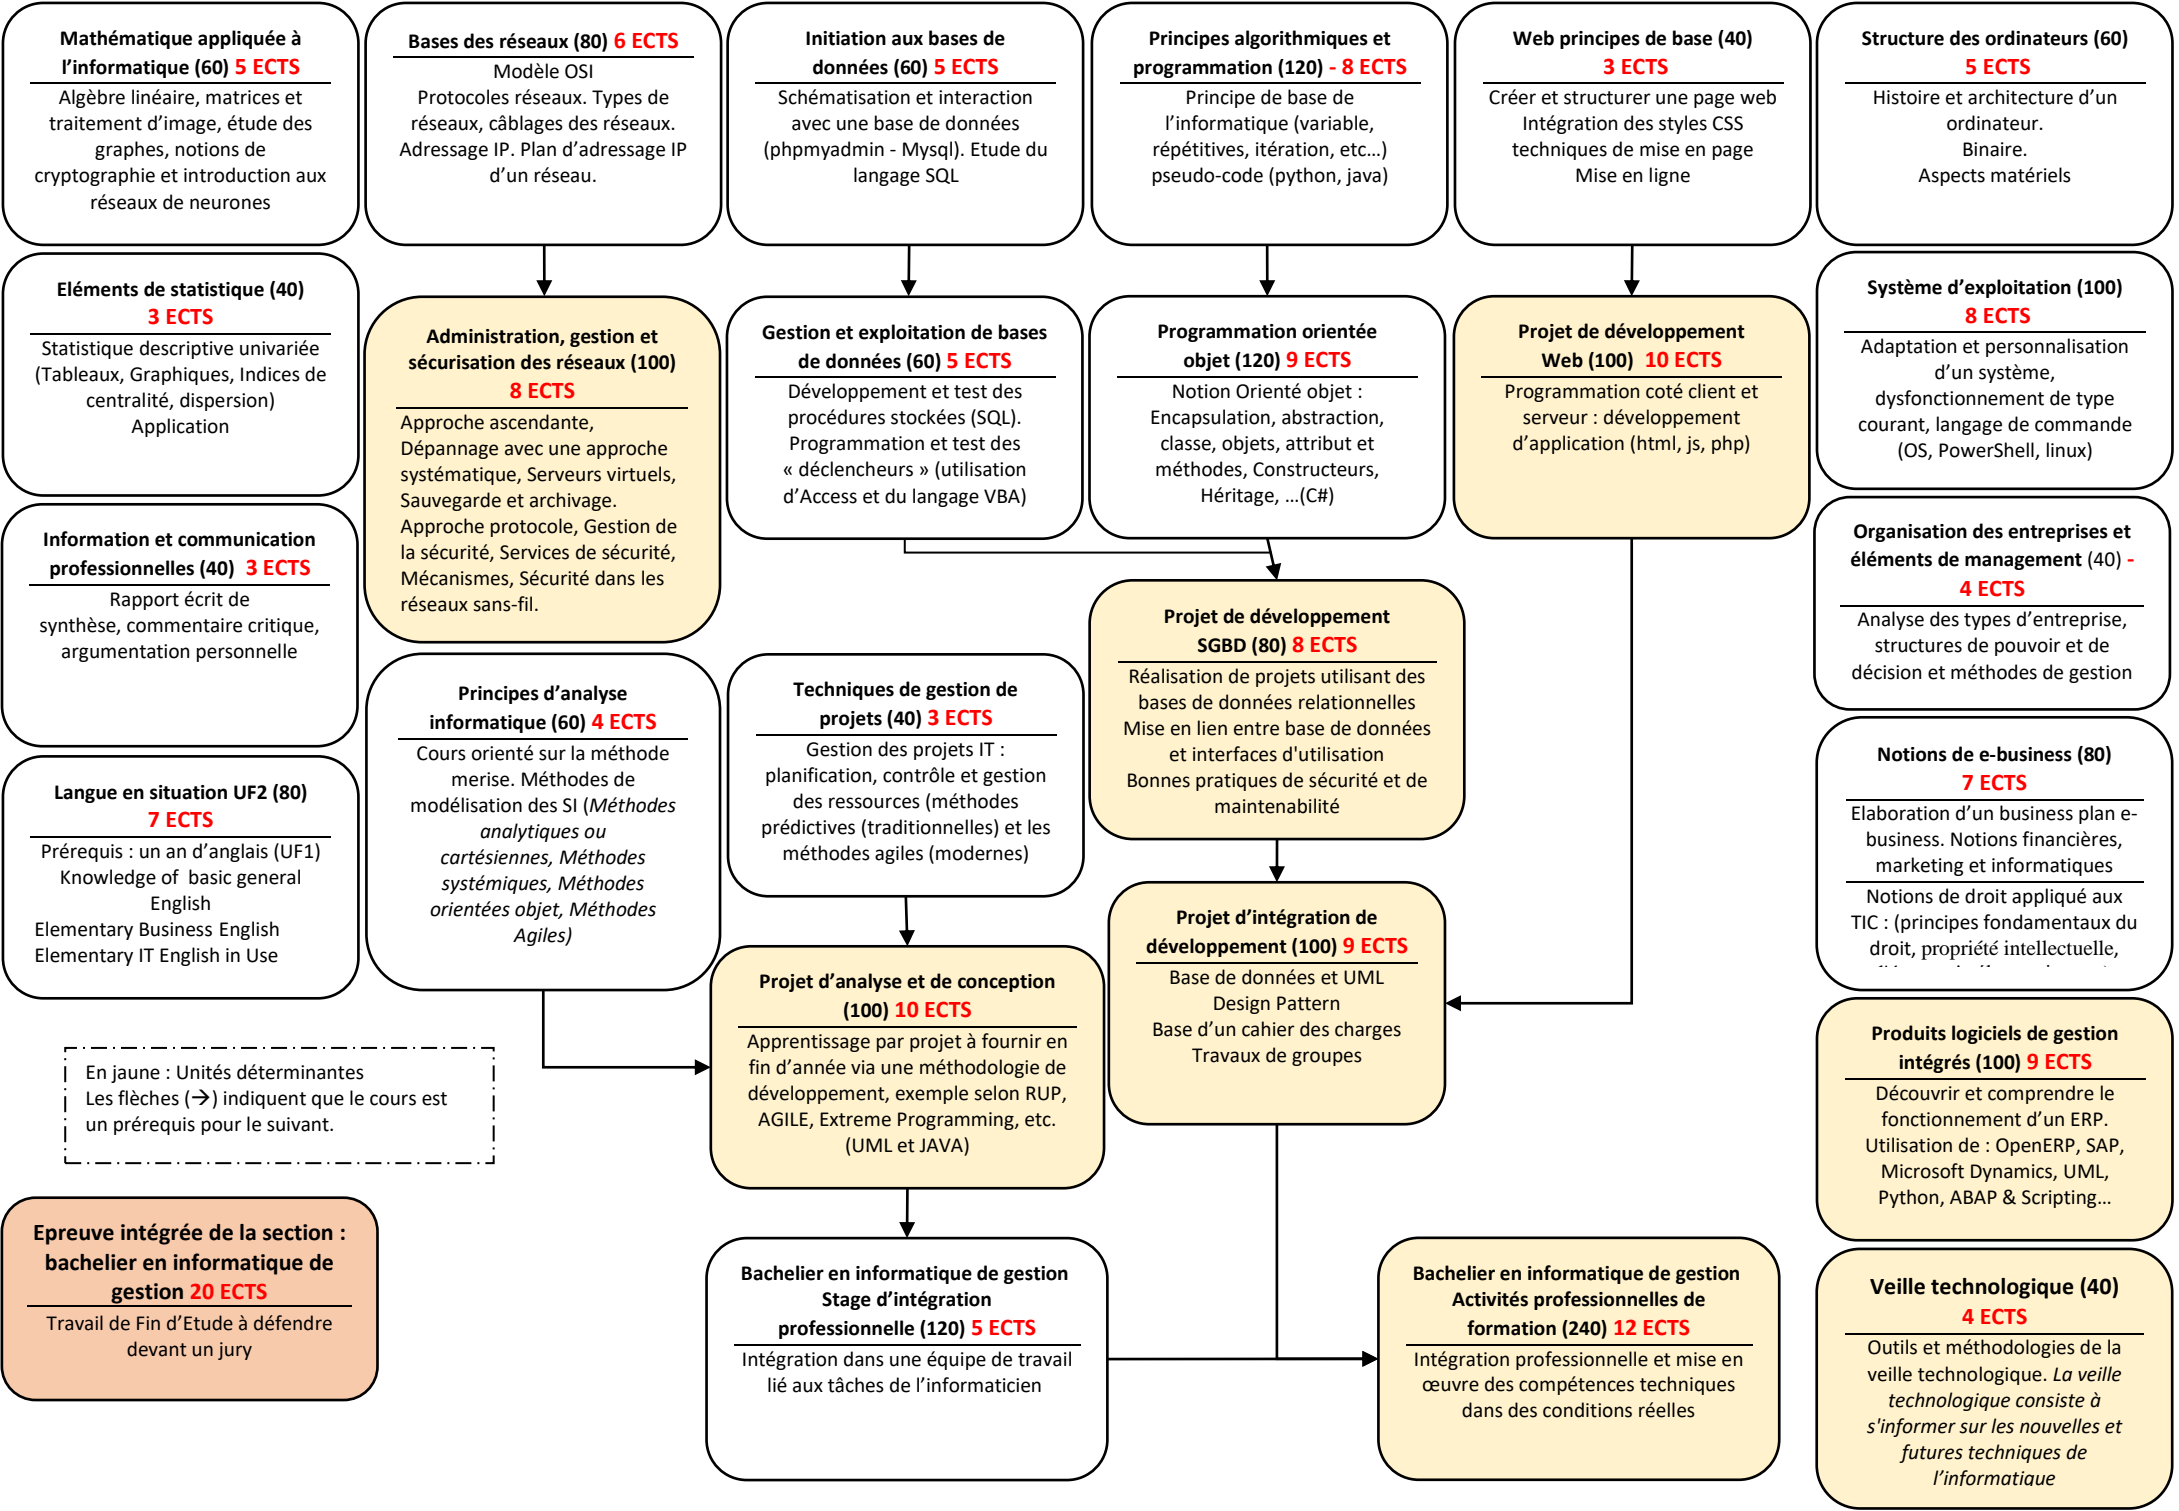 Mathématique appliquée à
l’informatique (60) 5 ECTS
Algèbre linéaire, matrices et
traitement d’image, étude des
graphes, notions de
cryptographie et introduction aux
réseaux de neurones
Bases des réseaux (80) 6 ECTS
Modèle OSI
Protocoles réseaux. Types de
réseaux, câblages des réseaux.
Adressage IP. Plan d’adressage IP
d’un réseau.
Initiation aux bases de
données (60) 5 ECTS
Schématisation et interaction
avec une base de données
(phpmyadmin - Mysql). Etude du
langage SQL
Principes algorithmiques et
programmation (120) - 8 ECTS
Principe de base de
l’informatique (variable,
répétitives, itération, etc…)
pseudo-code (python, java)
Web principes de base (40)
3 ECTS
Créer et structurer une page web
Intégration des styles CSS
techniques de mise en page
Mise en ligne
Structure des ordinateurs (60)
5 ECTS
Histoire et architecture d’un
ordinateur.
Binaire.
Aspects matériels
Eléments de statistique (40)
3 ECTS
Statistique descriptive univariée
(Tableaux, Graphiques, Indices de
centralité, dispersion)
Application
Administration, gestion et
sécurisation des réseaux (100)
8 ECTS
Approche ascendante,
Dépannage avec une approche
systématique, Serveurs virtuels,
Sauvegarde et archivage.
Approche protocole, Gestion de
la sécurité, Services de sécurité,
Mécanismes, Sécurité dans les
réseaux sans-fil.
Gestion et exploitation de bases
de données (60) 5 ECTS
Développement et test des
procédures stockées (SQL).
Programmation et test des
« déclencheurs » (utilisation
d’Access et du langage VBA)
Programmation orientée
objet (120) 9 ECTS
Notion Orienté objet :
Encapsulation, abstraction,
classe, objets, attribut et
méthodes, Constructeurs,
Héritage, …(C#)
Projet de développement
Web (100) 10 ECTS
Programmation coté client et
serveur : développement
d’application (html, js, php)
Système d’exploitation (100)
8 ECTS
Adaptation et personnalisation
d’un système,
dysfonctionnement de type
courant, langage de commande
(OS, PowerShell, linux)
Information et communication
professionnelles (40) 3 ECTS
Rapport écrit de
synthèse, commentaire critique,
argumentation personnelle
Organisation des entreprises et
éléments de management (40) -
4 ECTS
Analyse des types d’entreprise,
structures de pouvoir et de
décision et méthodes de gestion
Projet de développement
SGBD (80) 8 ECTS
Réalisation de projets utilisant des
bases de données relationnelles
Mise en lien entre base de données
et interfaces d'utilisation
Bonnes pratiques de sécurité et de
maintenabilité
Principes d’analyse
informatique (60) 4 ECTS
Cours orienté sur la méthode
merise. Méthodes de
modélisation des SI (Méthodes
analytiques ou
cartésiennes, Méthodes
systémiques, Méthodes
orientées objet, Méthodes
Agiles)
Techniques de gestion de
projets (40) 3 ECTS
Gestion des projets IT :
planification, contrôle et gestion
des ressources (méthodes
prédictives (traditionnelles) et les
méthodes agiles (modernes)
Notions de e-business (80)
7 ECTS
Elaboration d’un business plan e-
business. Notions financières,
marketing et informatiques
Notions de droit appliqué aux
TIC : (principes fondamentaux du
droit, propriété intellectuelle,
Langue en situation UF2 (80)
7 ECTS
Prérequis : un an d’anglais (UF1)
Knowledge of basic general
English
Elementary Business English
Elementary IT English in Use
Projet d’intégration de
développement (100) 9 ECTS
Base de données et UML
Design Pattern
Base d’un cahier des charges
Travaux de groupes
Projet d’analyse et de conception
(100) 10 ECTS
Apprentissage par projet à fournir en
fin d’année via une méthodologie de
développement, exemple selon RUP,
AGILE, Extreme Programming, etc.
(UML et JAVA)
Produits logiciels de gestion
intégrés (100) 9 ECTS
Découvrir et comprendre le
fonctionnement d’un ERP.
Utilisation de : OpenERP, SAP,
Microsoft Dynamics, UML,
Python, ABAP & Scripting…
En jaune : Unités déterminantes
Les flèches (→) indiquent que le cours est
un prérequis pour le suivant.
Epreuve intégrée de la section :
bachelier en informatique de
gestion 20 ECTS
Travail de Fin d’Etude à défendre
devant un jury
Bachelier en informatique de gestion
Stage d’intégration
professionnelle (120) 5 ECTS
Intégration dans une équipe de travail
lié aux tâches de l’informaticien
Bachelier en informatique de gestion
Activités professionnelles de
formation (240) 12 ECTS
Intégration professionnelle et mise en
œuvre des compétences techniques
dans des conditions réelles
Veille technologique (40)
4 ECTS
Outils et méthodologies de la
veille technologique. La veille
technologique consiste à
s'informer sur les nouvelles et
futures techniques de
l’informatique